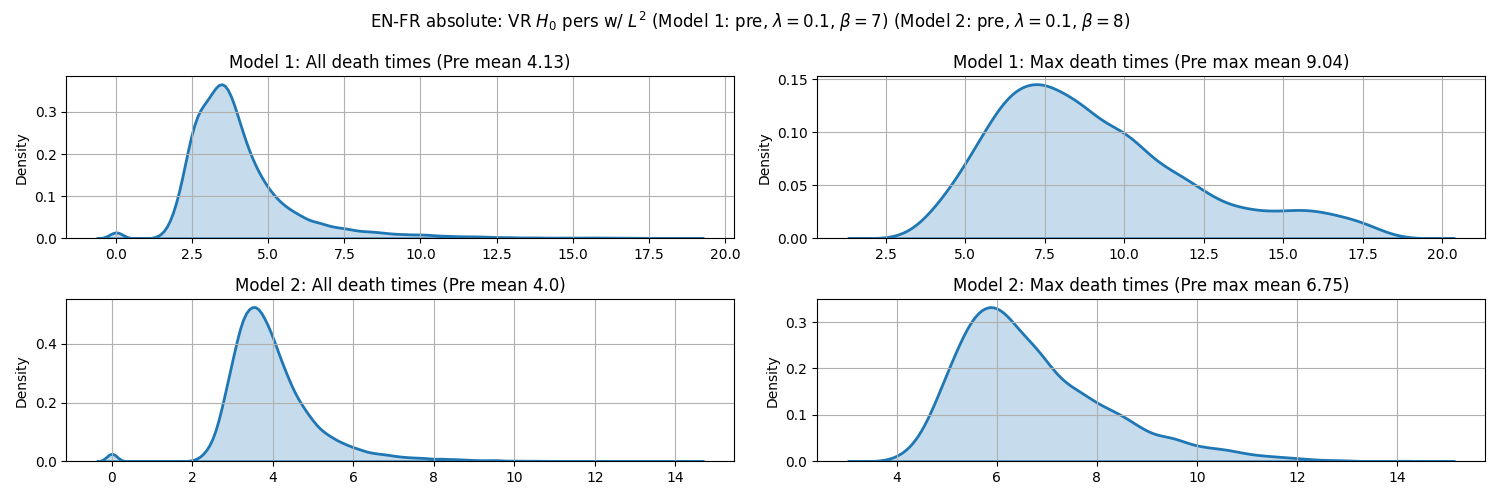 EN-FR absolute: VR $H_0$ pers w/ $L^2$ (Model 1: pre, $\lambda = 0.1$, $\beta = 7$) (Model 2: pre, $\lambda = 0.1$, $\beta = 8$)
Model 1: All death times (Pre mean 4.13)
Density
0.3
0.2
0.1
0.0
0.0 2.5 5.0 7.5 10.0 12.5 15.0 17.5 20.0
Model 1: Max death times (Pre max mean 9.04)
Density
0.15
0.10
0.05
0.00
2.5 5.0 7.5 10.0 12.5 15.0 17.5 20.0
Model 2: All death times (Pre mean 4.0)
Density
0.4
0.2
0.0
0 2 4 6 8 10 12 14
Model 2: Max death times (Pre max mean 6.75)
Density
0.3
0.2
0.1
0.0
4 6 8 10 12 14